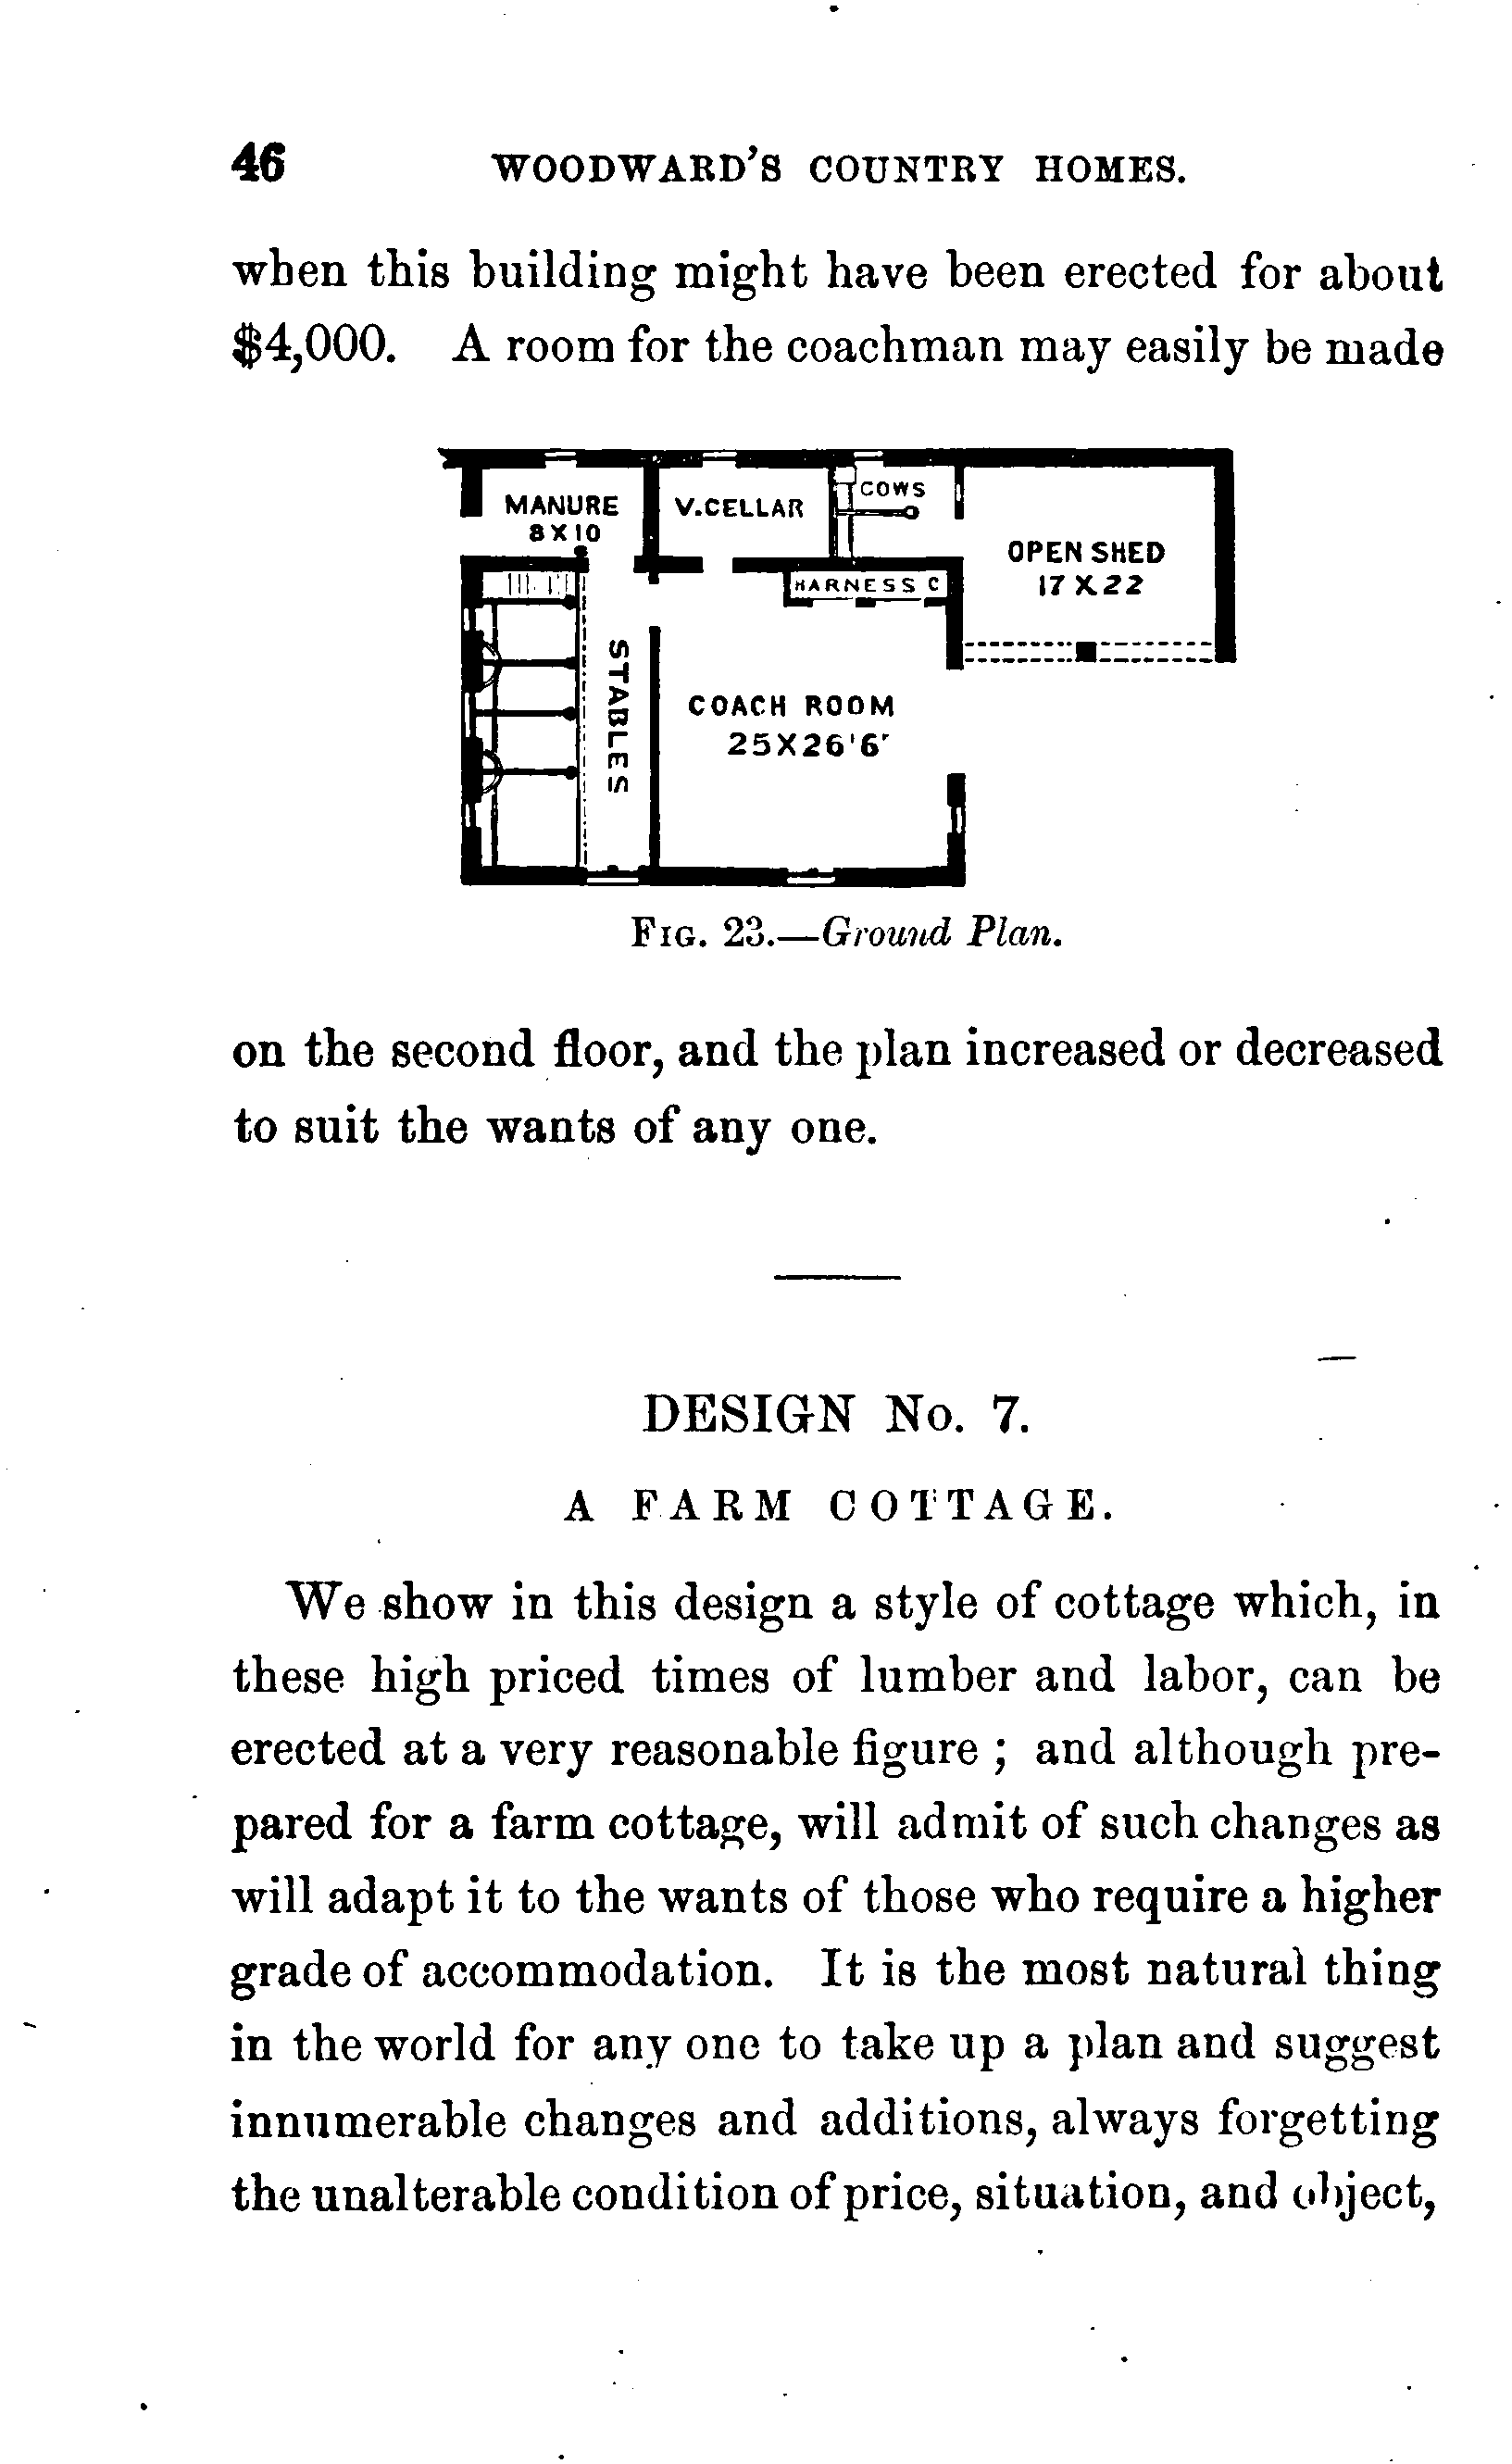 46 WOODWARD'S COUNTRY HOMES.
when this building might have been erected for about
$4,000. A room for the coachman may easily be made
MANURE
8X10
V.CELLAR
COWS
OPEN SHED
17X22
HARNESS C
STABLES
COACH ROOM
25X26'6"
FIG. 23.—Ground Plan.
on the second floor, and the plan increased or decreased
to suit the wants of any one.
DESIGN No. 7.
A FARM COTTAGE.
We show in this design a style of cottage which, in
these high priced times of lumber and labor, can be
erected at a very reasonable figure ; and although pre-
pared for a farm cottage, will admit of such changes as
will adapt it to the wants of those who require a higher
grade of accommodation. It is the most natural thing
in the world for any one to take up a plan and suggest
innumerable changes and additions, always forgetting
the unalterable condition of price, situation, and object,